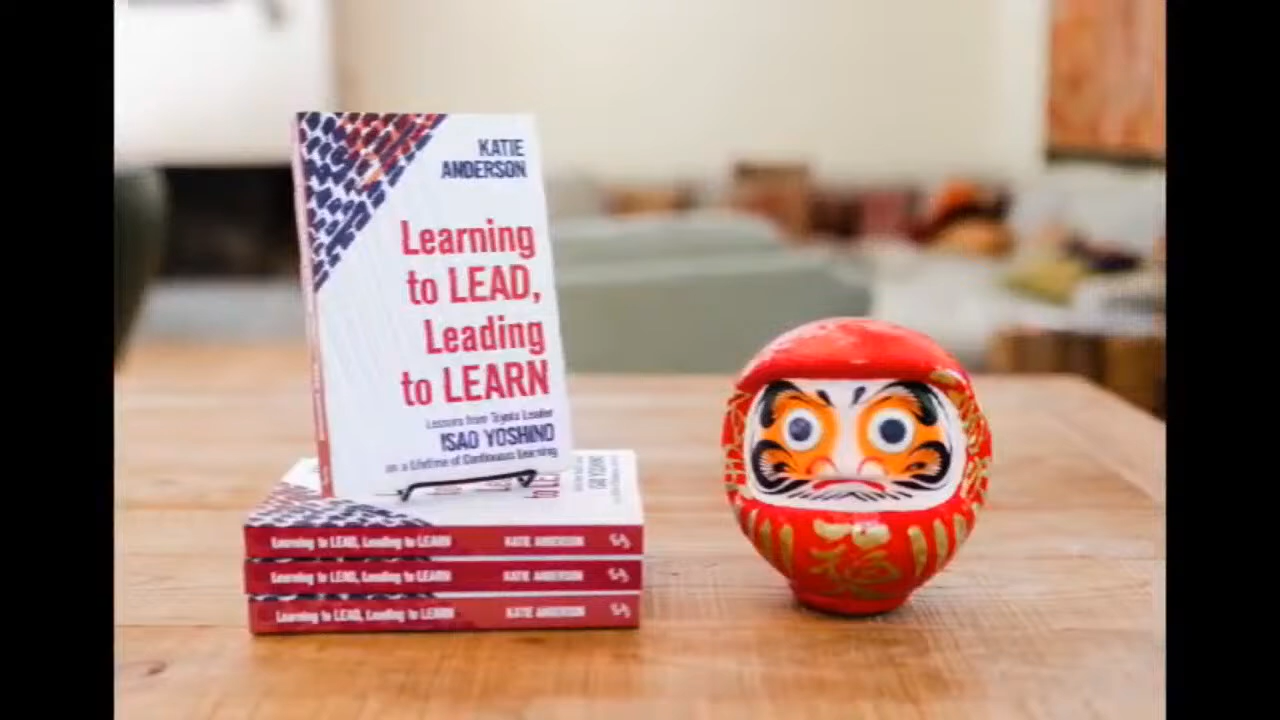 KATIE
ANDERSON
Learning
to LEAD,
Leading
to LEARN
Lessons from Toyota Leader
ISAO YOSHINO
on a Lifetime of Continuous Learning
Learning to LEAD, Leading to LEARN KATIE ANDERSON
Learning to LEAD, Leading to LEARN KATIE ANDERSON
Learning to LEAD, Leading to LEARN KATIE ANDERSON
福